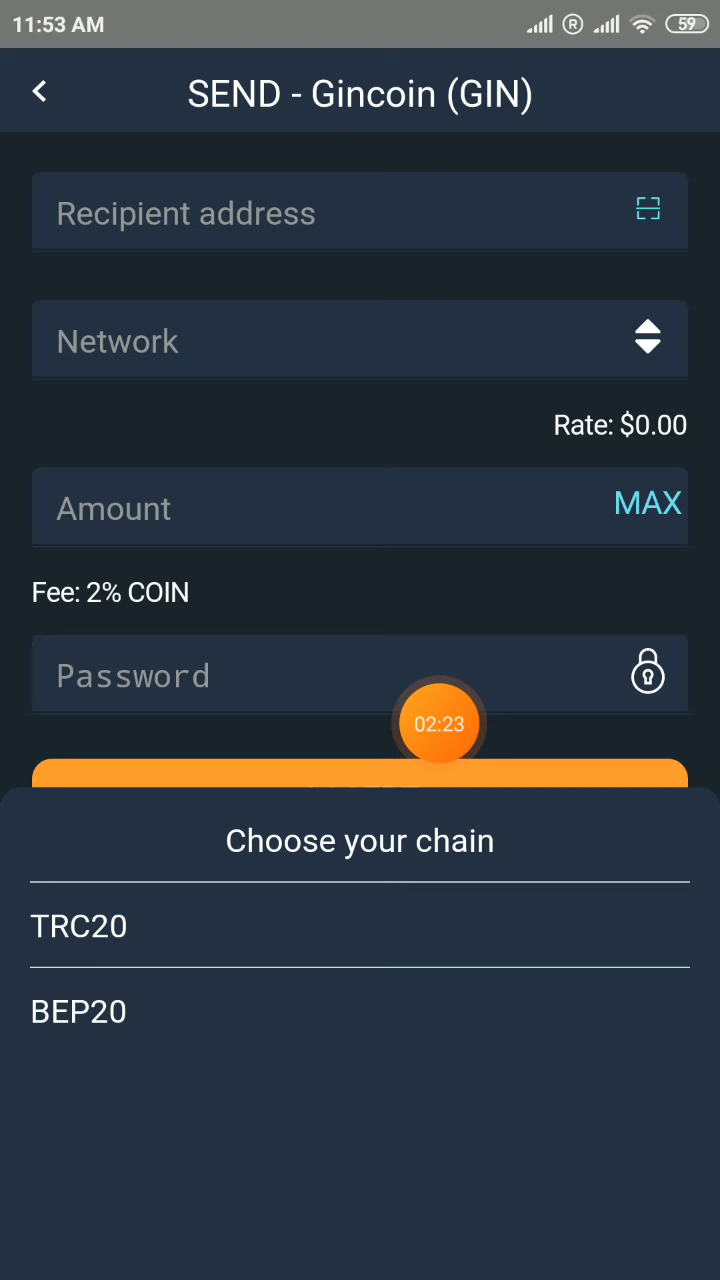 11:53 AM
R
59
SEND - Gincoin (GIN)
Recipient address
Network
Rate: $0.00
Amount
MAX
Fee: 2% COIN
Password
02:23
Choose your chain
TRC20
BEP20